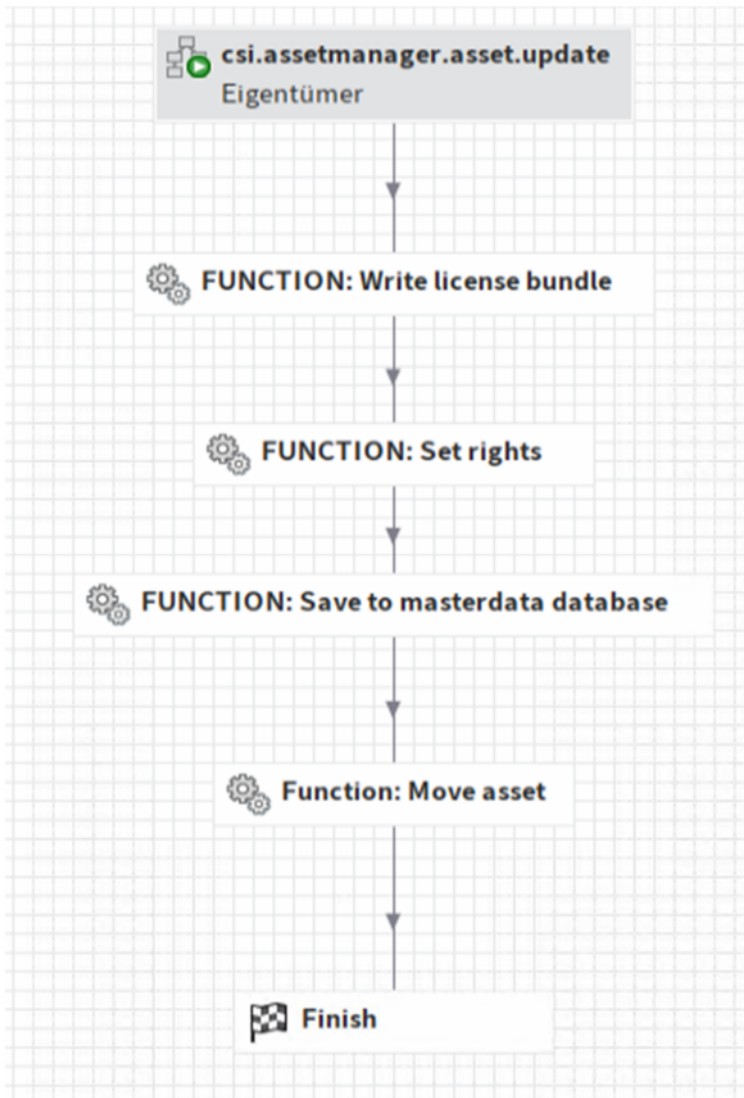 csi.assetmanager.asset.update
Eigentümer
FUNCTION: Write license bundle
FUNCTION: Set rights
FUNCTION: Save to masterdata database
Function: Move asset
Finish